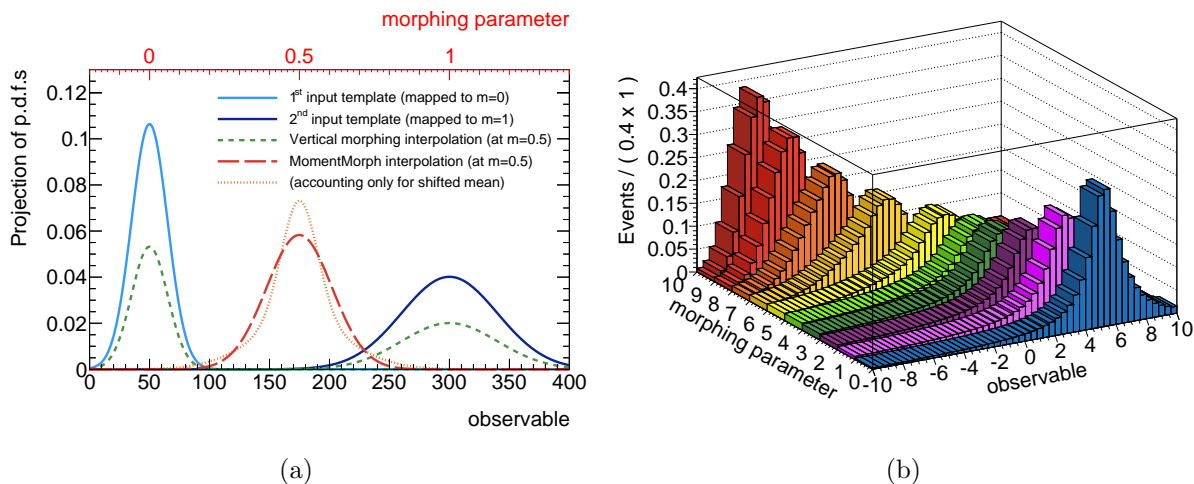 morphing parameter
0 0.5 1
Projection of p.d.f.s
0.12
0.1
0.08
0.06
0.04
0.02
0
1st input template (mapped to m=0)
2nd input template (mapped to m=1)
Vertical morphing interpolation (at m=0.5)
MomentMorph interpolation (at m=0.5)
(accounting only for shifted mean)
0 50 100 150 200 250 300 350 400
observable
(a)
Events / ( 0.4 x 1 )
0.4
0.35
0.3
0.25
0.2
0.15
0.1
0.05
0
10 9 8 7 6 5 4 3 2 1 0
morphing parameter
-10 -8 -6 -4 -2 0 2 4 6 8 10
observable
(b)